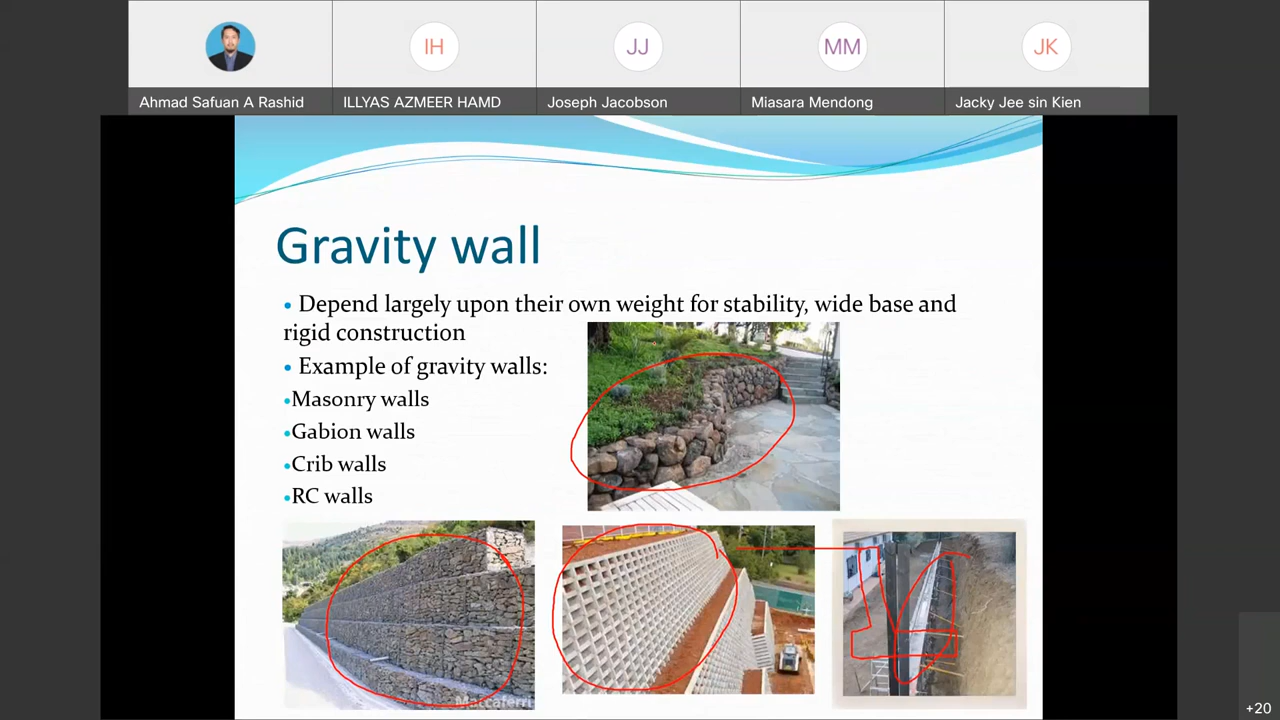 IH
JJ
MM
JK
Ahmad Safuan A Rashid
ILLYAS AZMEER HAMD
Joseph Jacobson
Miasara Mendong
Jacky Jee sin Kien
Gravity wall
• Depend largely upon their own weight for stability, wide base and
rigid construction
• Example of gravity walls:
•Masonry walls
•Gabion walls
•Crib walls
•RC walls
Maccaferri
+20